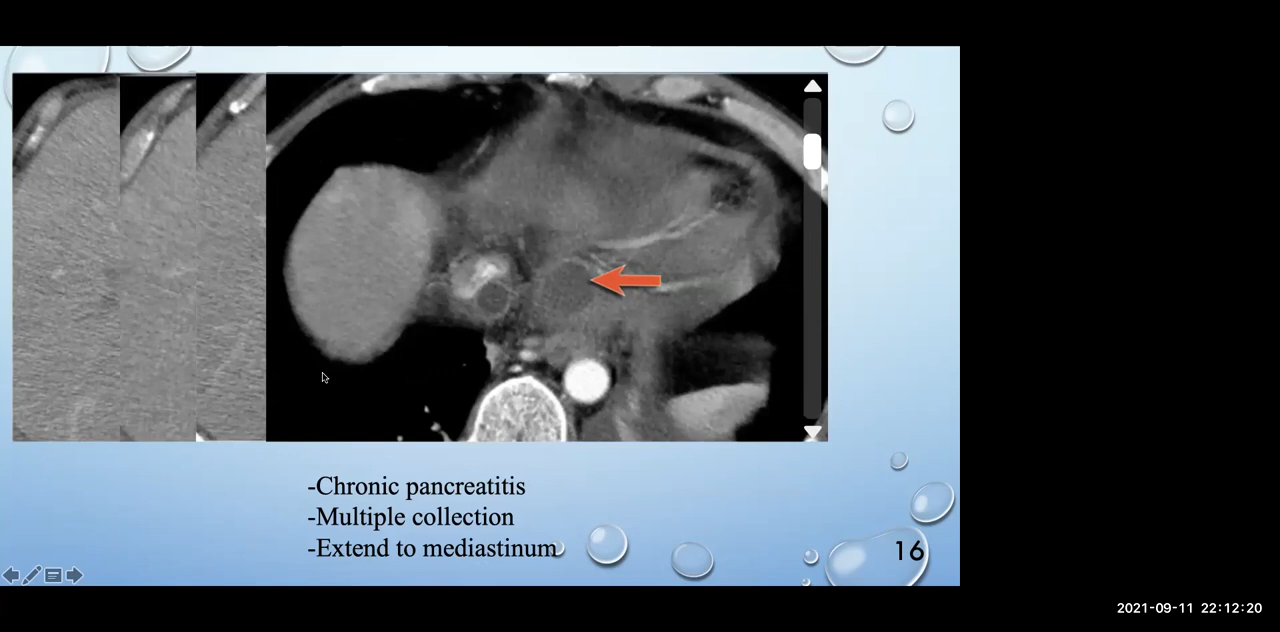 -Chronic pancreatitis
-Multiple collection
-Extend to mediastinum
16
2021-09-11 22:12:20